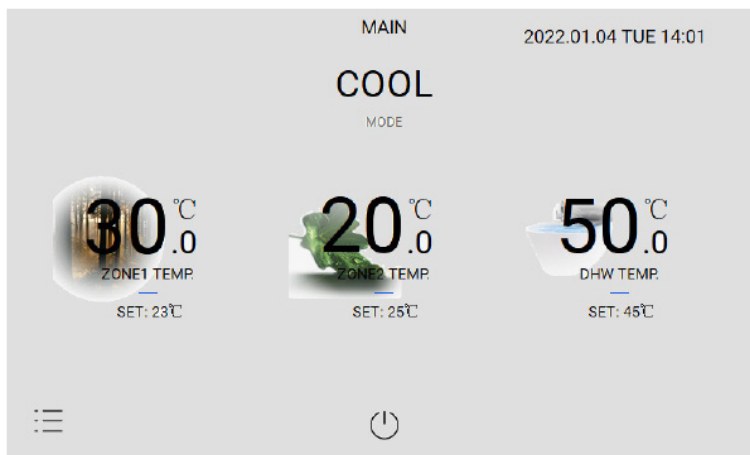 MAIN
2022.01.04 TUE 14:01
COOL
MODE
30.0℃
20.0℃
50.0℃
ZONE1 TEMP.
ZONE2 TEMP.
DHW TEMP.
SET: 23℃
SET: 25℃
SET: 45℃